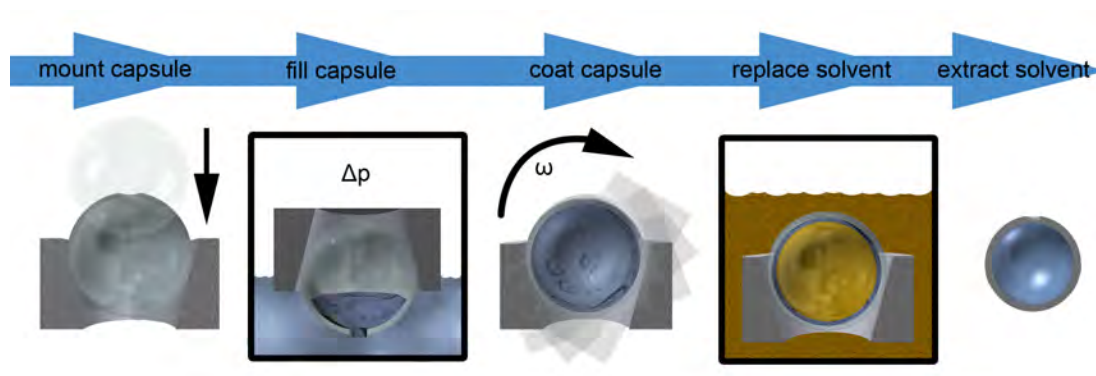 mount capsule
fill capsule
coat capsule
replace solvent
extract solvent
Δp
ω